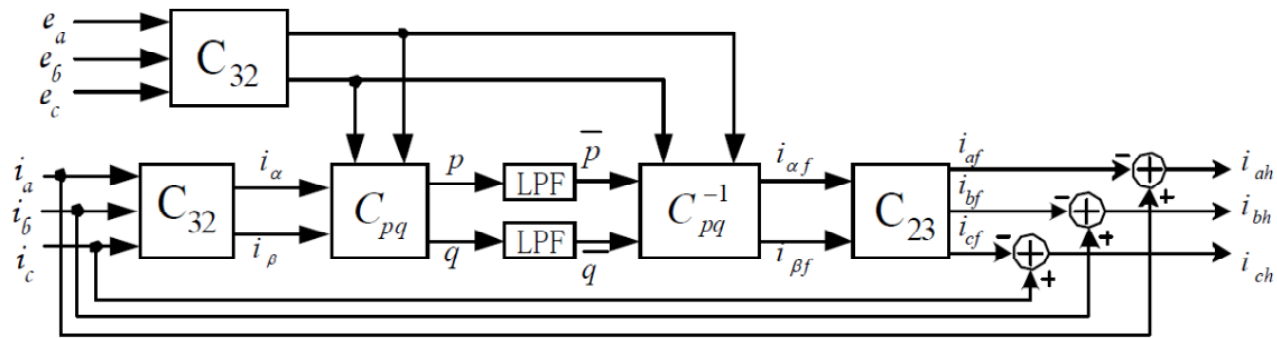 e_a
e_b
e_c
C_32
i_a
i_b
i_c
C_32
i_α
i_β
C_pq
p
q
LPF
LPF
p̅
q̅
C_pq^-1
i_αf
i_βf
C_23
i_af
i_bf
i_cf
-
+
-
+
-
+
i_ah
i_bh
i_ch